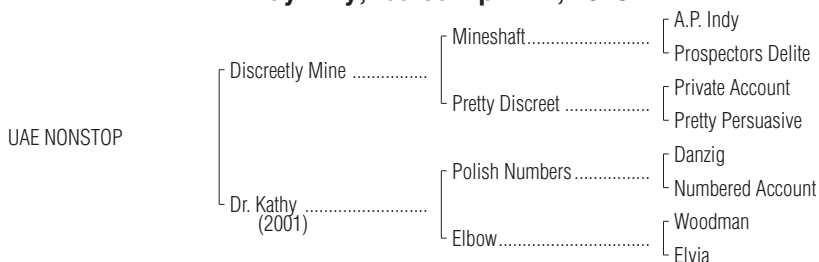 A.P. Indy
Mineshaft
Prospectors Delite
Discreetly Mine
Private Account
Pretty Discreet
Pretty Persuasive
UAE NONSTOP
Danzig
Polish Numbers
Numbered Account
Dr. Kathy
(2001)
Woodman
Elbow
Elvia